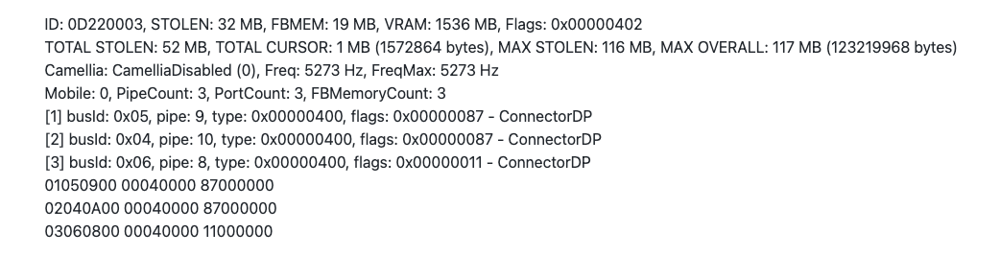 ID: 0D220003, STOLEN: 32 MB, FBMEM: 19 MB, VRAM: 1536 MB, Flags: 0x00000402
TOTAL STOLEN: 52 MB, TOTAL CURSOR: 1 MB (1572864 bytes), MAX STOLEN: 116 MB, MAX OVERALL: 117 MB (123219968 bytes)
Camellia: CamelliaDisabled (0), Freq: 5273 Hz, FreqMax: 5273 Hz
Mobile: 0, PipeCount: 3, PortCount: 3, FBMemoryCount: 3
[1] busId: 0x05, pipe: 9, type: 0x00000400, flags: 0x00000087 - ConnectorDP
[2] busId: 0x04, pipe: 10, type: 0x00000400, flags: 0x00000087 - ConnectorDP
[3] busId: 0x06, pipe: 8, type: 0x00000400, flags: 0x00000011 - ConnectorDP
01050900 00040000 87000000
02040A00 00040000 87000000
03060800 00040000 11000000